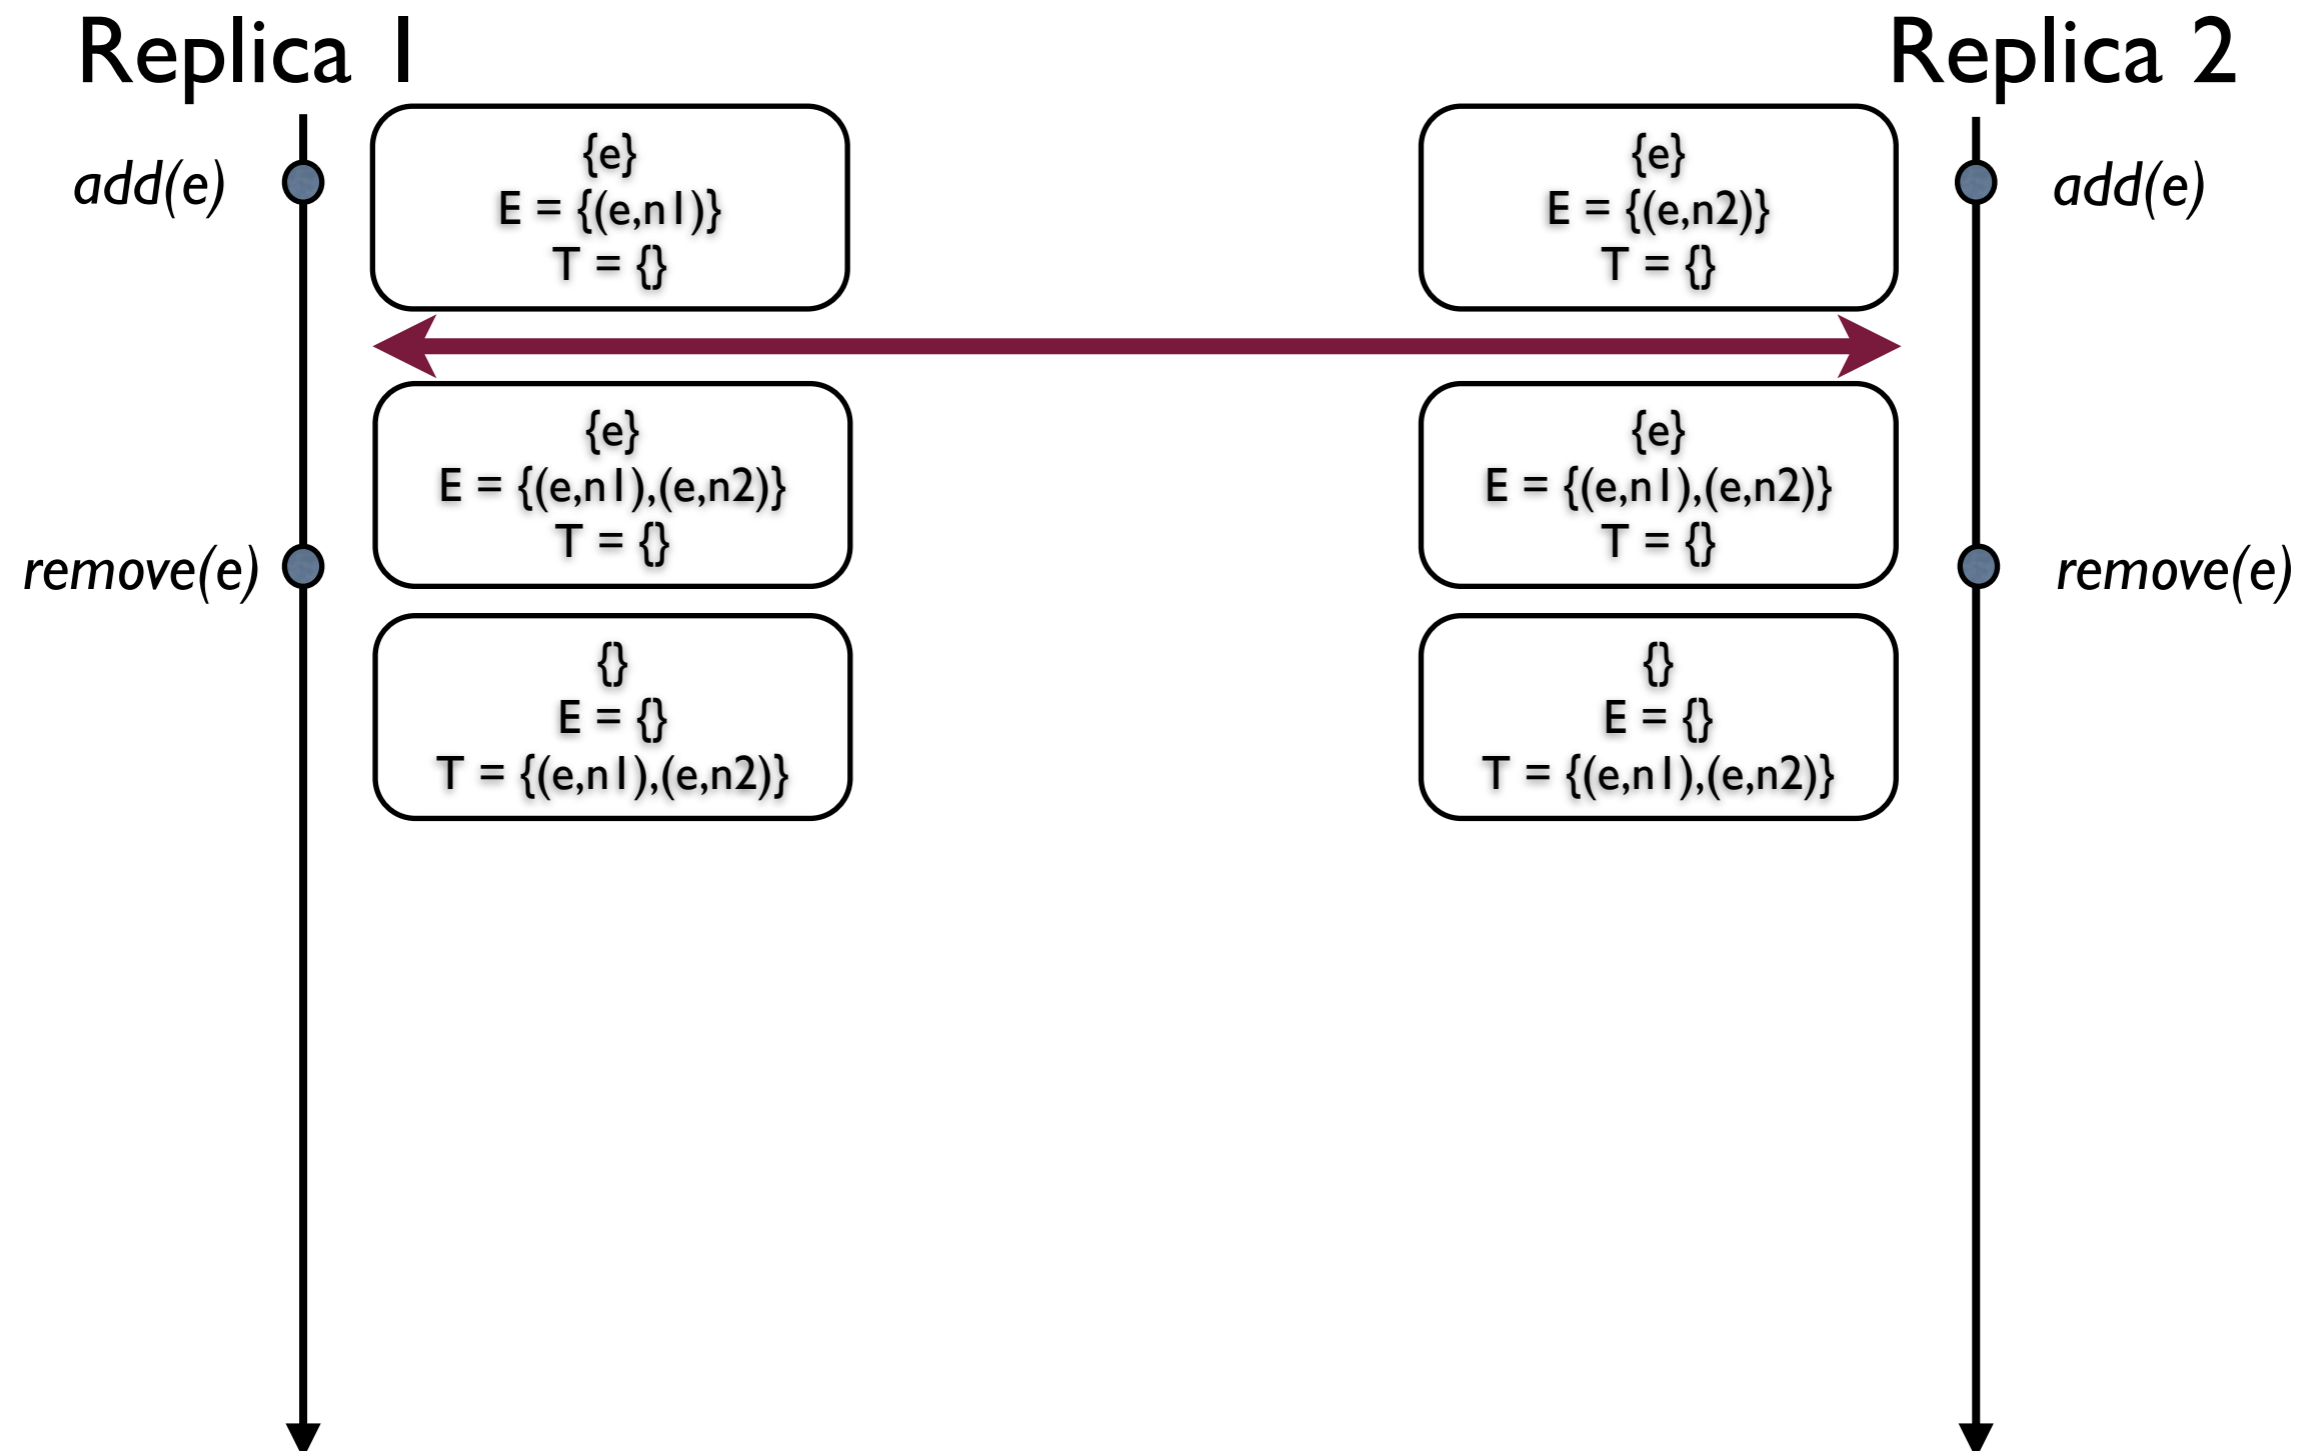 Replica 1
Replica 2
add(e)
{e}
E = {(e,n1)}
T = {}
{e}
E = {(e,n2)}
T = {}
add(e)
{e}
E = {(e,n1),(e,n2)}
T = {}
{e}
E = {(e,n1),(e,n2)}
T = {}
remove(e)
remove(e)
{}
E = {}
T = {(e,n1),(e,n2)}
{}
E = {}
T = {(e,n1),(e,n2)}